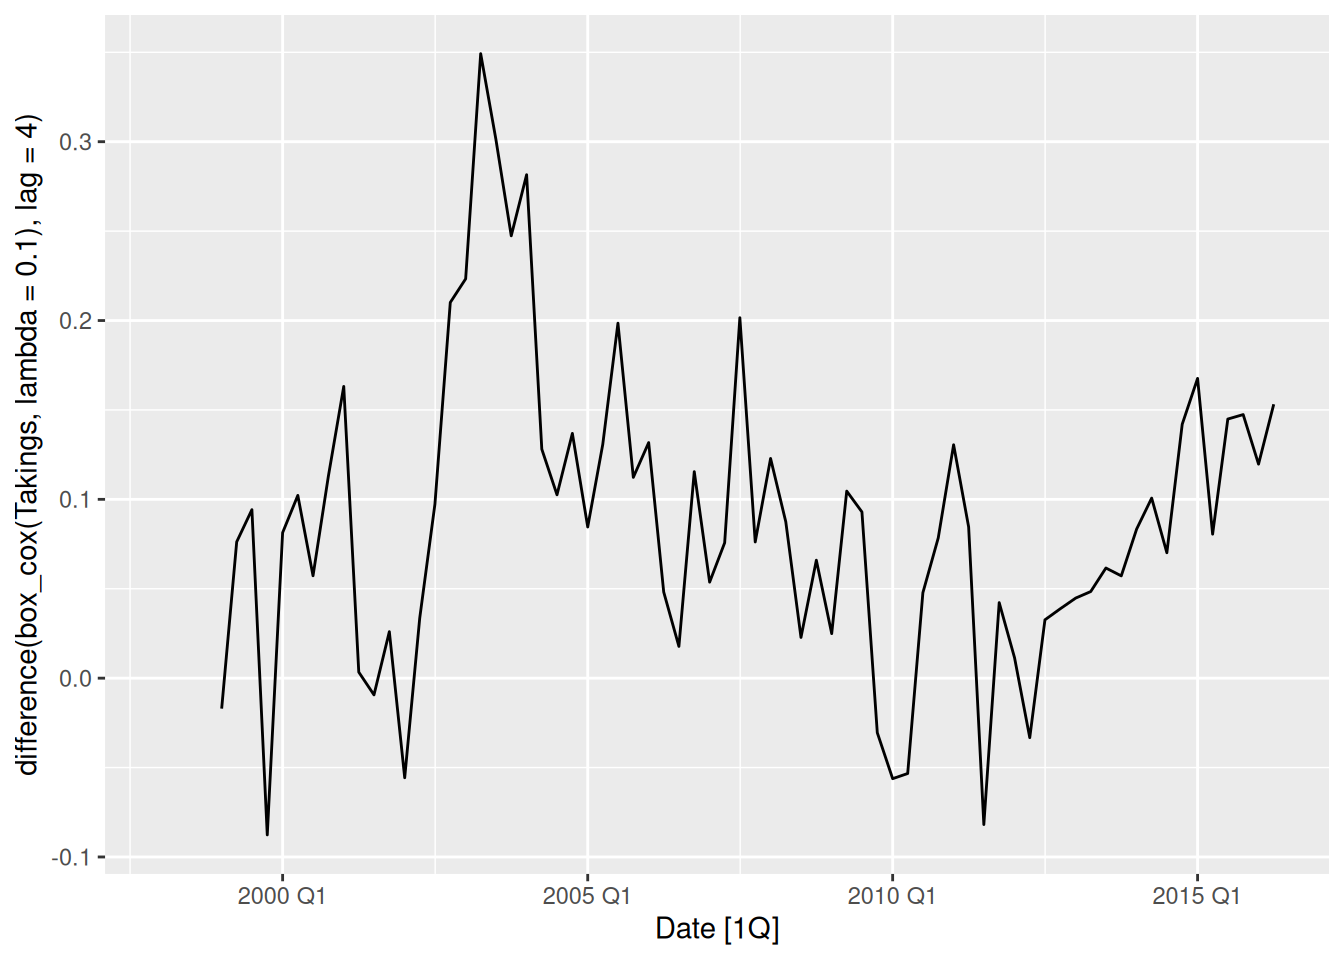 difference(box_cox(Takings, lambda = 0.1), lag = 4)
0.3
0.2
0.1
0.0
-0.1
2000 Q1
2005 Q1
2010 Q1
2015 Q1
Date [1Q]